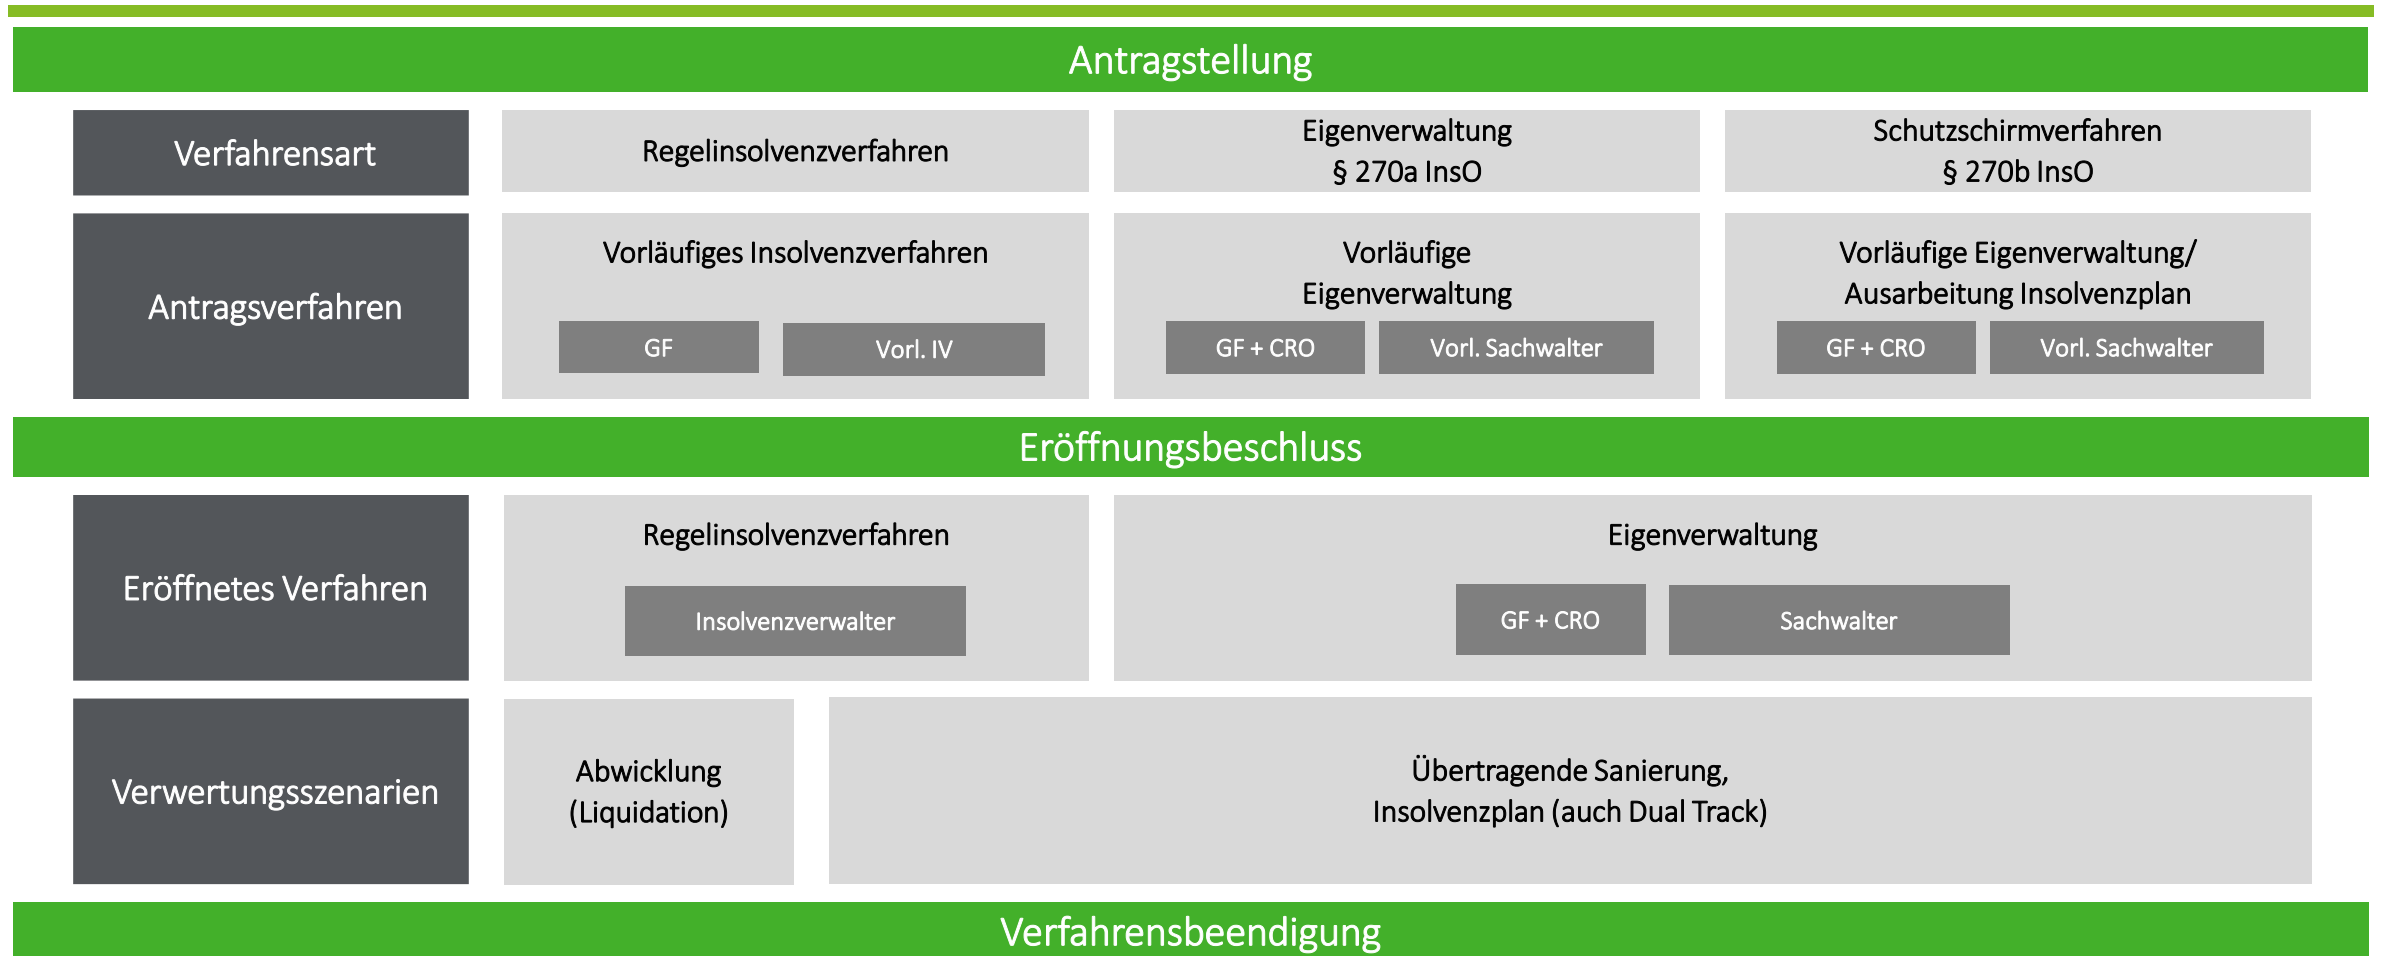 Antragstellung
Verfahrensart
Regelinsolvenzverfahren
Eigenverwaltung
§ 270a InsO
Schutzschirmverfahren
§ 270b InsO
Antragsverfahren
Vorläufiges Insolvenzverfahren
GF
Vorl. IV
Vorläufige
Eigenverwaltung
GF + CRO
Vorl. Sachwalter
Vorläufige Eigenverwaltung/
Ausarbeitung Insolvenzplan
GF + CRO
Vorl. Sachwalter
Eröffnungsbeschluss
Eröffnetes Verfahren
Regelinsolvenzverfahren
Insolvenzverwalter
Eigenverwaltung
GF + CRO
Sachwalter
Verwertungsszenarien
Abwicklung
(Liquidation)
Übertragende Sanierung,
Insolvenzplan (auch Dual Track)
Verfahrensbeendigung